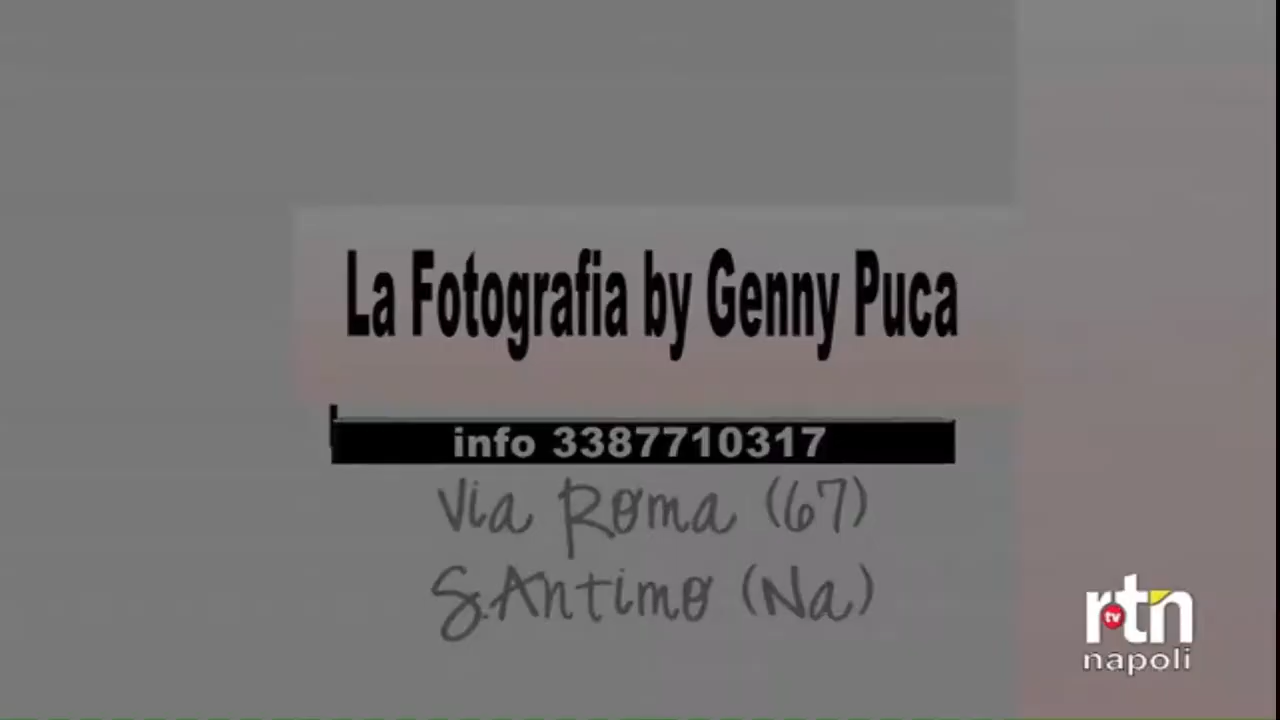 La Fotografia by Genny Puca
info 3387710317
Via Roma (67)
S.Antimo (Na)
rtn
tv
napoli